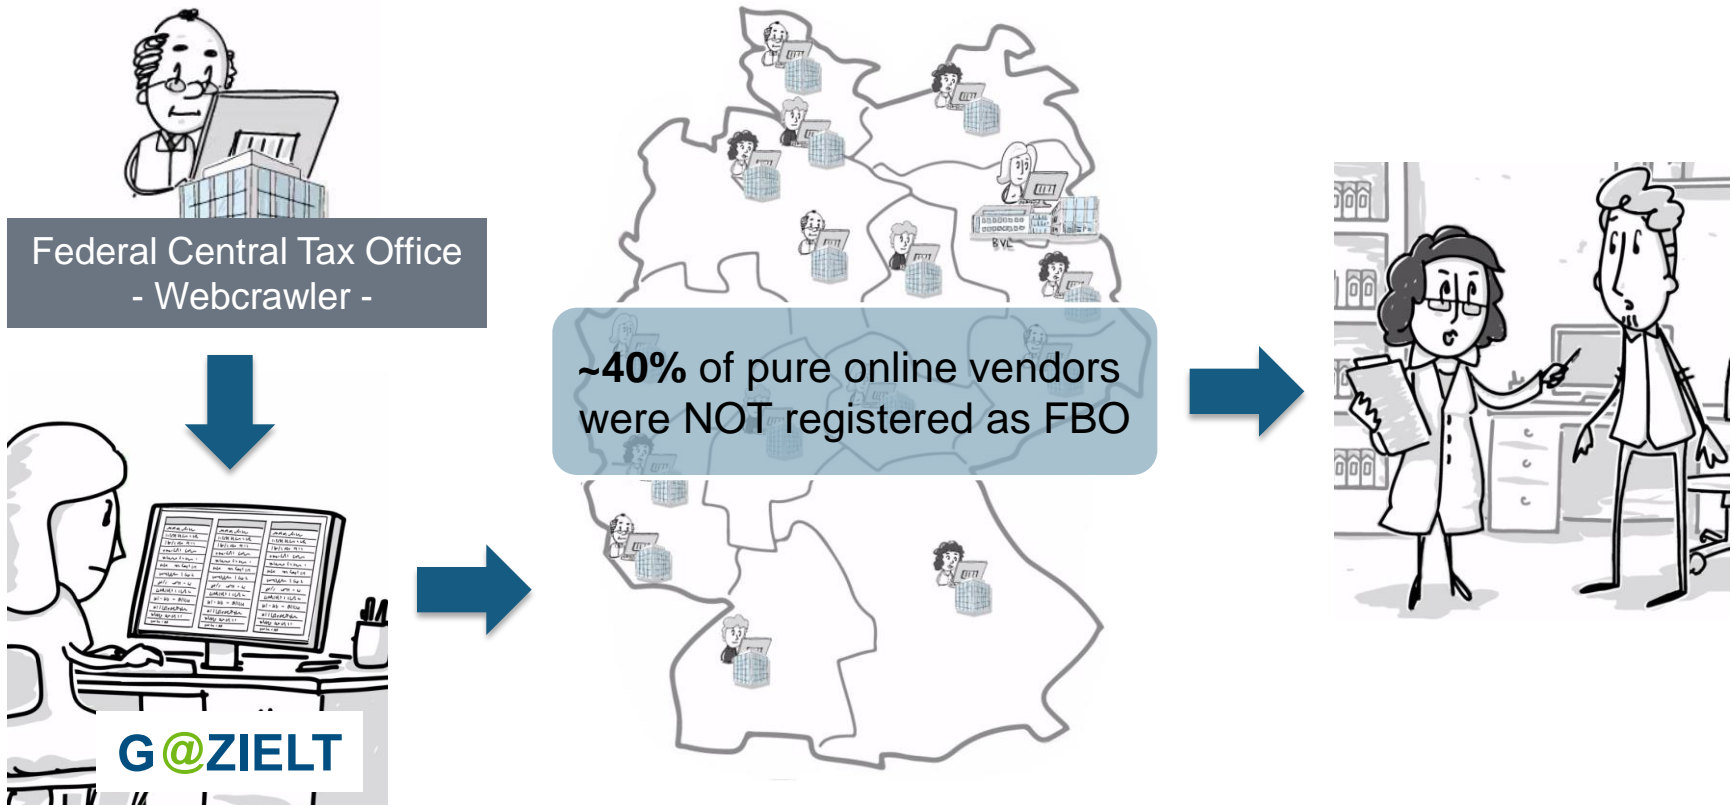 Federal Central Tax Office
- Webcrawler -
G@ZIELT
BVL
~40% of pure online vendors
were NOT registered as FBO